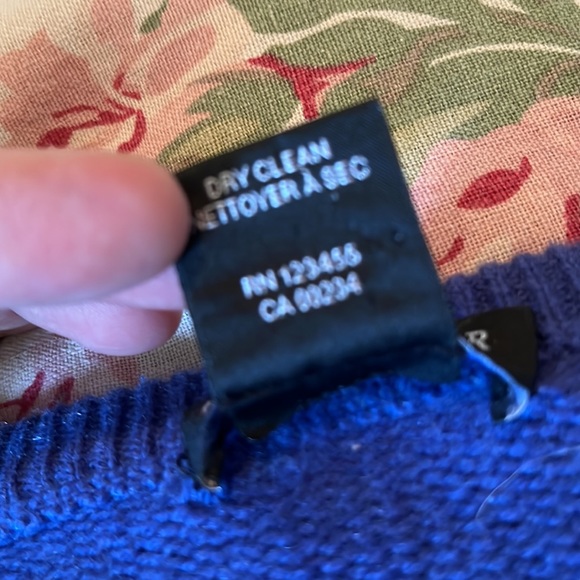 DRY CLEAN
NETTOYER À SEC
RN 123456
CA 00234
R